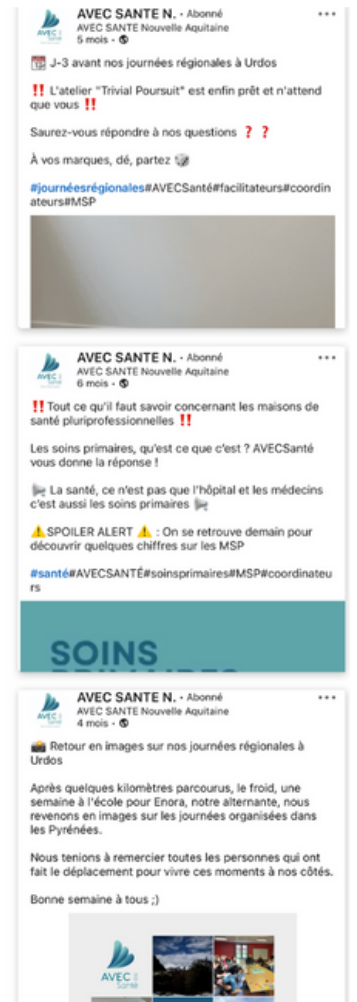 AVEC SANTE N. • Abonné
AVEC SANTE Nouvelle Aquitaine
5 mois •
J-3 avant nos journées régionales à Urdos
‼️ L'atelier "Trivial Poursuit" est enfin prêt et n'attend
que vous ‼️
Saurez-vous répondre à nos questions ❓ ❓
À vos marques, dé, partez 🎲
#journéesrégionales#AVECSanté#facilitateurs#coordin
ateurs#MSP
AVEC SANTE N. • Abonné
AVEC SANTE Nouvelle Aquitaine
6 mois •
‼️ Tout ce qu'il faut savoir concernant les maisons de
santé pluriprofessionnelles ‼️
Les soins primaires, qu'est ce que c'est ? AVECSanté
vous donne la réponse !
La santé, ce n'est pas que l'hôpital et les médecins
c'est aussi les soins primaires
⚠️SPOILER ALERT ⚠️ : On se retrouve demain pour
découvrir quelques chiffres sur les MSP
#santé#AVECSANTÉ#soinsprimaires#MSP#coordinateu
rs
SOINS
PRIMAIRES
AVEC SANTE N. • Abonné
AVEC SANTE Nouvelle Aquitaine
4 mois •
📸 Retour en images sur nos journées régionales à
Urdos
Après quelques kilomètres parcourus, le froid, une
semaine à l'école pour Enora, notre alternante, nous
revenons en images sur les journées organisées dans
les Pyrénées.
Nous tenions à remercier toutes les personnes qui ont
fait le déplacement pour vivre ces moments à nos côtés.
Bonne semaine à tous ;)
AVEC
Santé